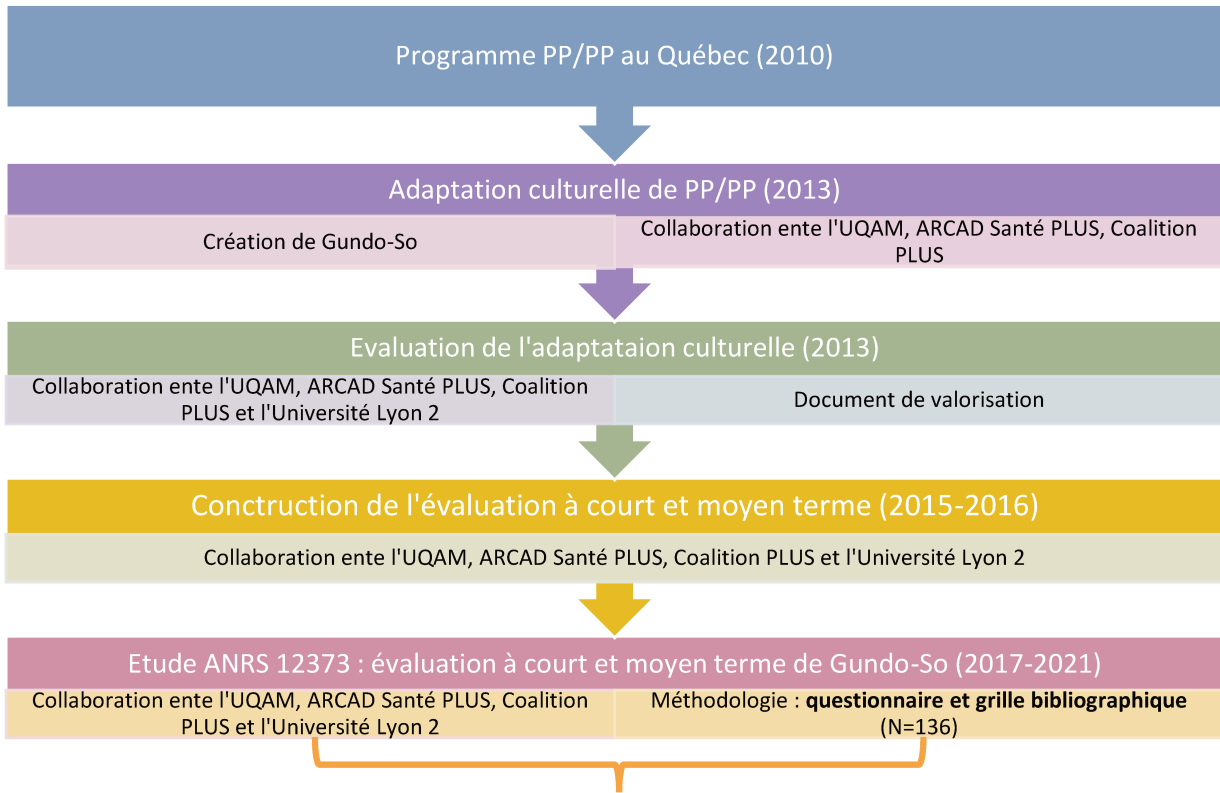 Programme PP/PP au Québec (2010)
Adaptation culturelle de PP/PP (2013)
Création de Gundo-So
Collaboration ente l'UQAM, ARCAD Santé PLUS, Coalition
PLUS
Evaluation de l'adaptataion culturelle (2013)
Collaboration ente l'UQAM, ARCAD Santé PLUS, Coalition
PLUS et l'Université Lyon 2
Document de valorisation
Conctruction de l'évaluation à court et moyen terme (2015-2016)
Collaboration ente l'UQAM, ARCAD Santé PLUS, Coalition PLUS et l'Université Lyon 2
Etude ANRS 12373 : évaluation à court et moyen terme de Gundo-So (2017-2021)
Collaboration ente l'UQAM, ARCAD Santé PLUS, Coalition
PLUS et l'Université Lyon 2
Méthodologie : questionnaire et grille bibliographique
(N=136)